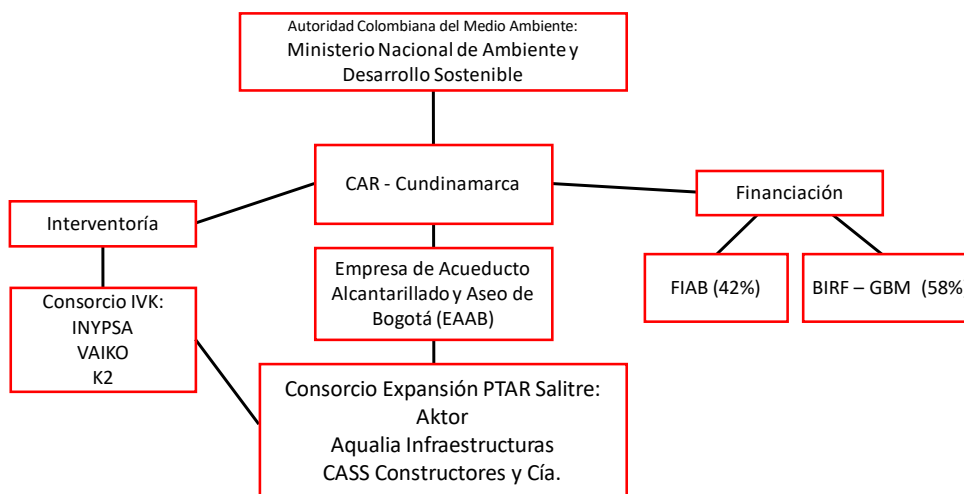 Autoridad Colombiana del Medio Ambiente:
Ministerio Nacional de Ambiente y
Desarrollo Sostenible
CAR - Cundinamarca
Interventoría
Financiación
Empresa de Acueducto
Alcantarillado y Aseo de
Bogotá (EAAB)
FIAB (42%)
BIRF – GBM (58%
Consorcio IVK:
INYPSA
VAIKO
K2
Consorcio Expansión PTAR Salitre:
Aktor
Aqualia Infraestructuras
CASS Constructores y Cía.